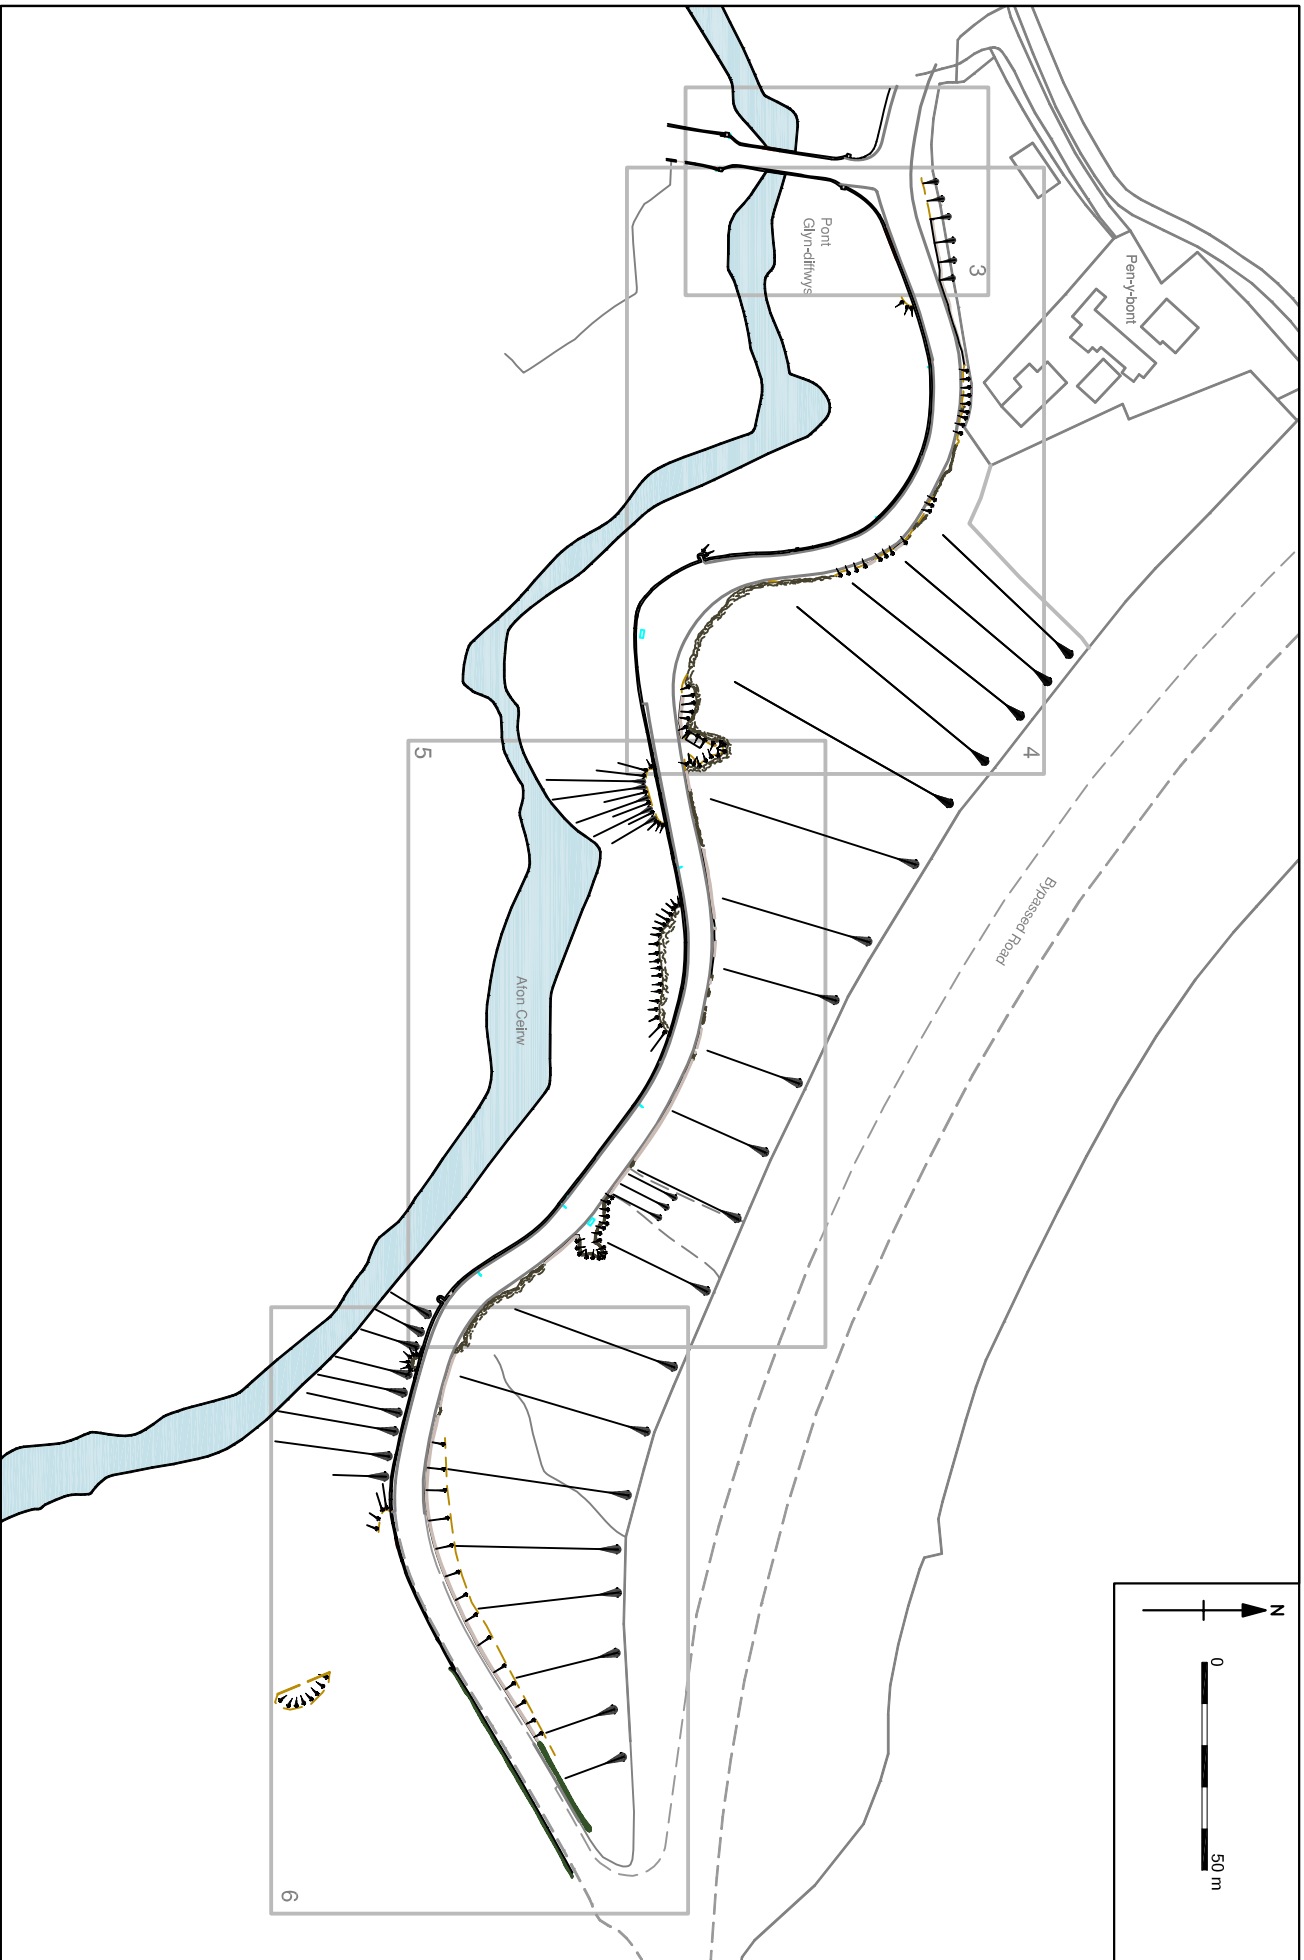 Pont
Glyn-diffwys
3
Pen-y-bont
4
5
Bypassed Road
Afon Ceirw
6
N
0
50 m